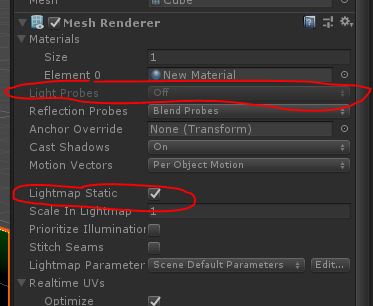 Mesh
Cube
Mesh Renderer
Materials
Size 1
Element 0 New Material
Light Probes Off
Reflection Probes Blend Probes
Anchor Override None (Transform)
Cast Shadows On
Motion Vectors Per Object Motion
Lightmap Static
Scale In Lightmap 1
Prioritize Illumination
Stitch Seams
Lightmap Parameter Scene Default Parameters Edit...
Realtime UVs
Optimize